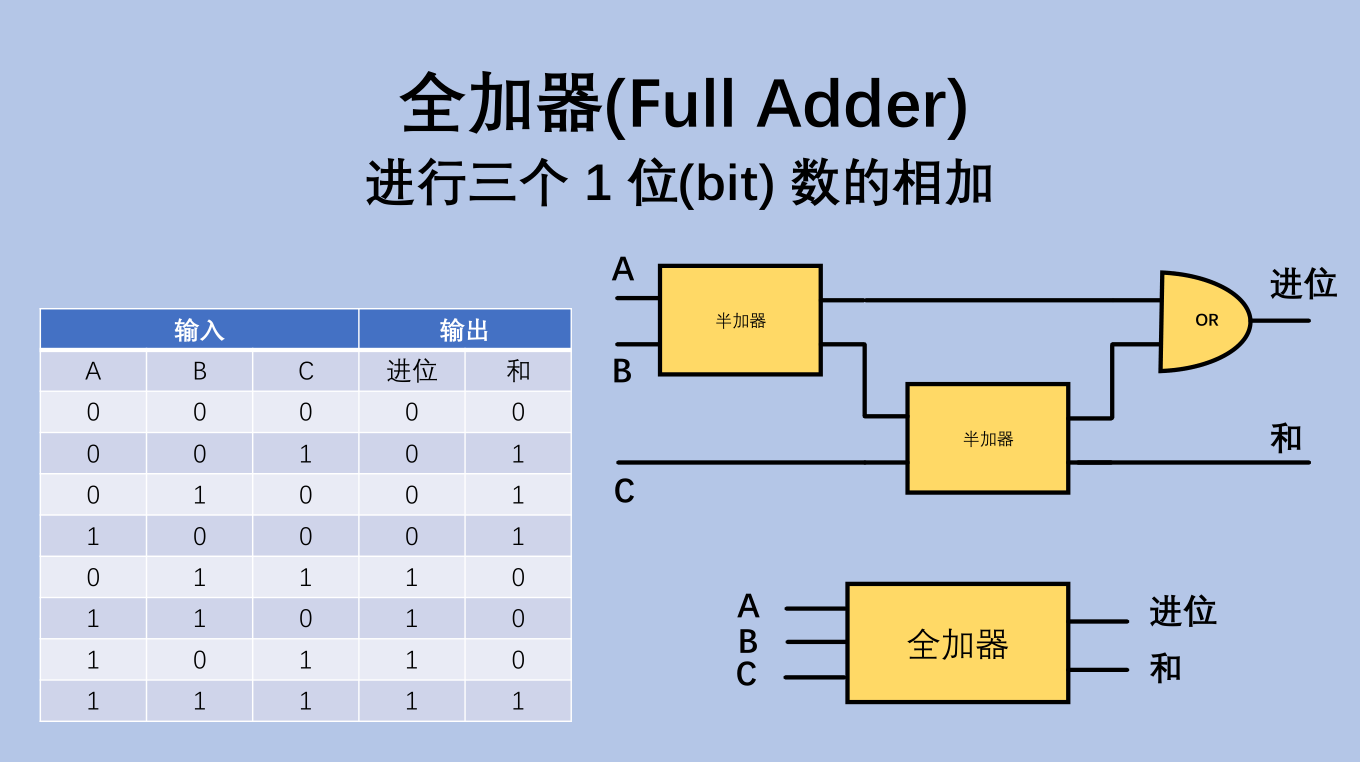 全加器(Full Adder)
进行三个 1 位(bit) 数的相加
输入 输出
A B C 进位 和
0 0 0 0 0
0 0 1 0 1
0 1 0 0 1
1 0 0 0 1
0 1 1 1 0
1 1 0 1 0
1 0 1 1 0
1 1 1 1 1
A
B
C
半加器
半加器
OR
进位
和
A
B
C
全加器
进位
和